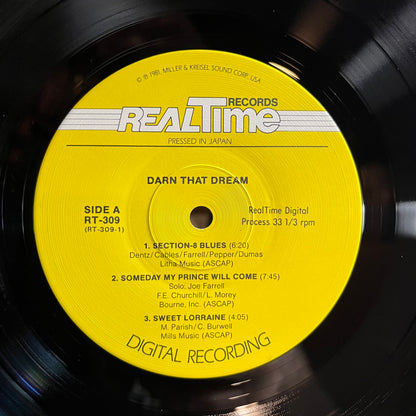 © ℗ 1981, MILLER & KREISEL SOUND CORP., USA
RECORDS
REALTime
PRESSED IN JAPAN
DARN THAT DREAM
SIDE A
RT-309
(RT-309-1)
RealTime Digital
Process 33 1/3 rpm
1. SECTION-8 BLUES (6:20)
Dentz/Cables/Farrell/Pepper/Dumas
Litha Music (ASCAP)
2. SOMEDAY MY PRINCE WILL COME (7:45)
Solo: Joe Farrell
F.E. Churchill/L. Morey
Bourne, Inc. (ASCAP)
3. SWEET LORRAINE (4:05)
M. Parish/C. Burwell
Mills Music (ASCAP)
DIGITAL RECORDING